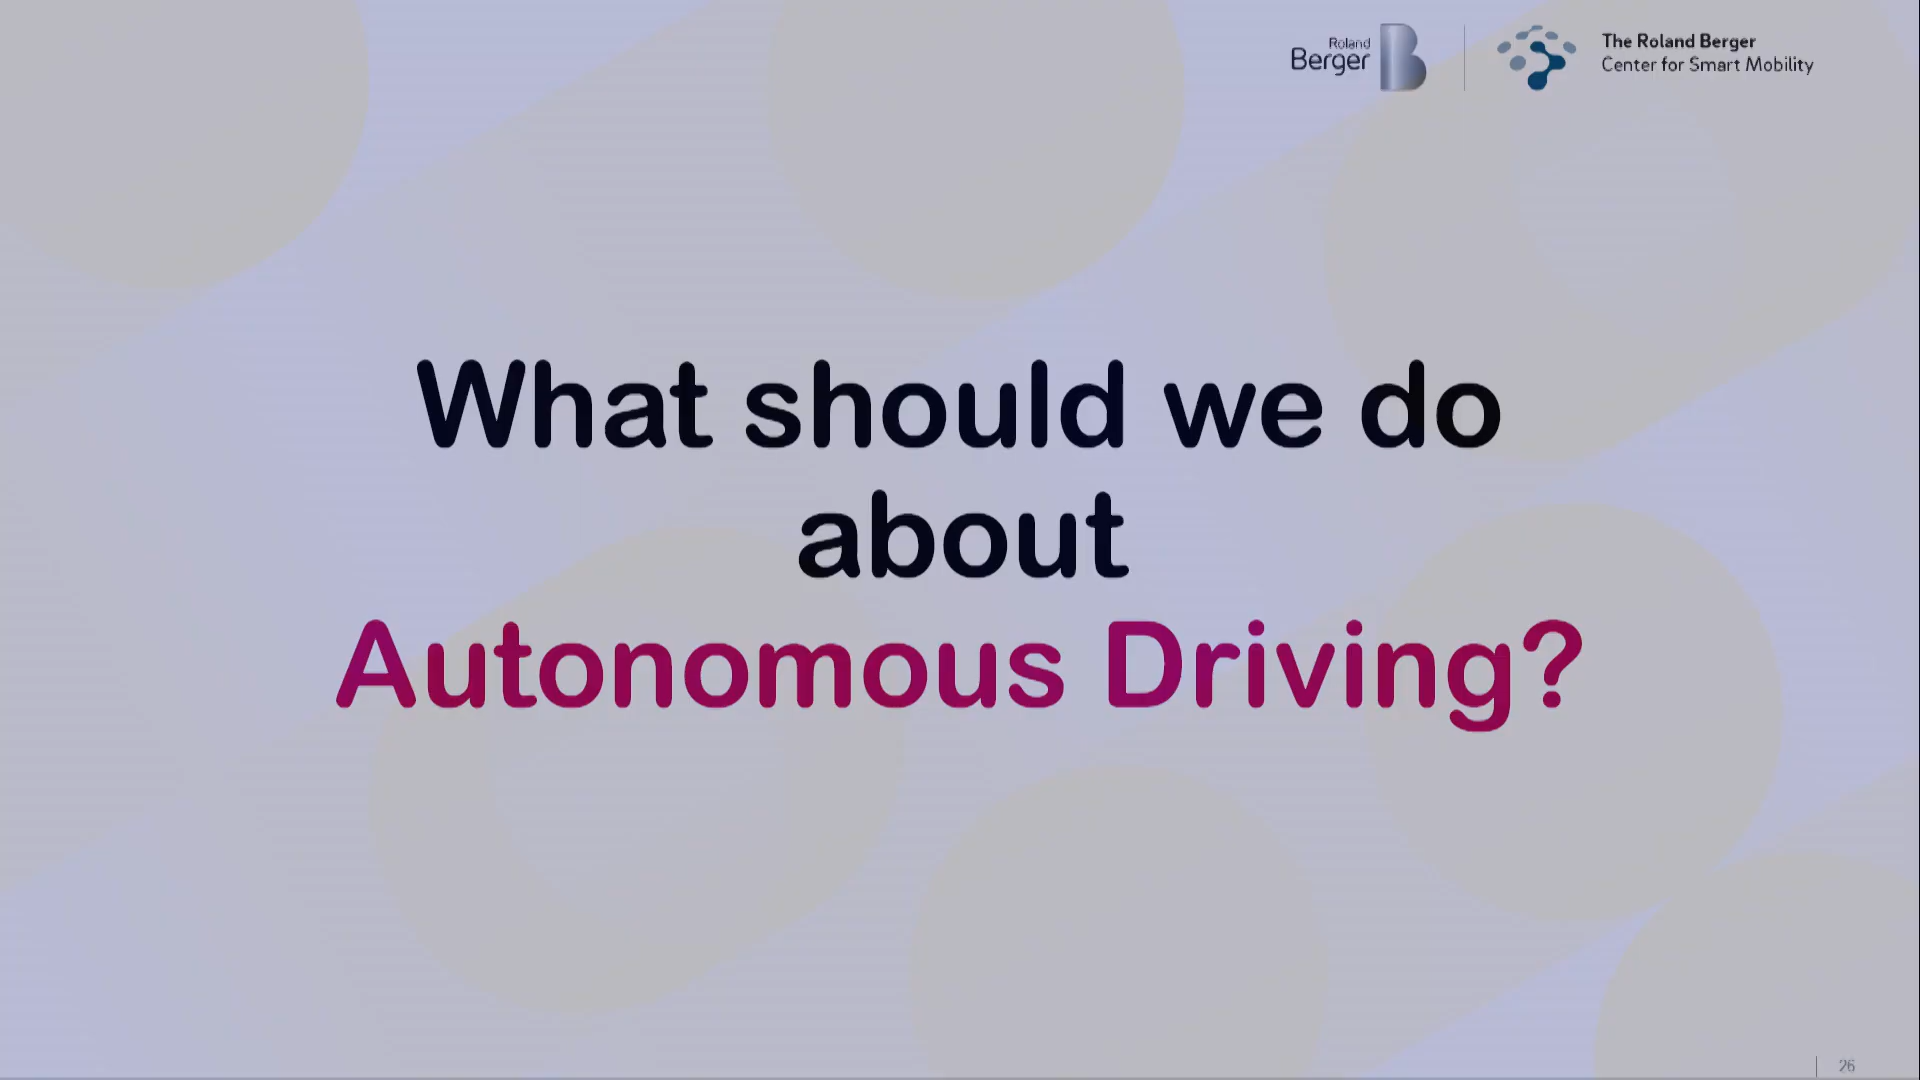 Roland
Berger
The Roland Berger
Center for Smart Mobility
What should we do
about
Autonomous Driving?
26